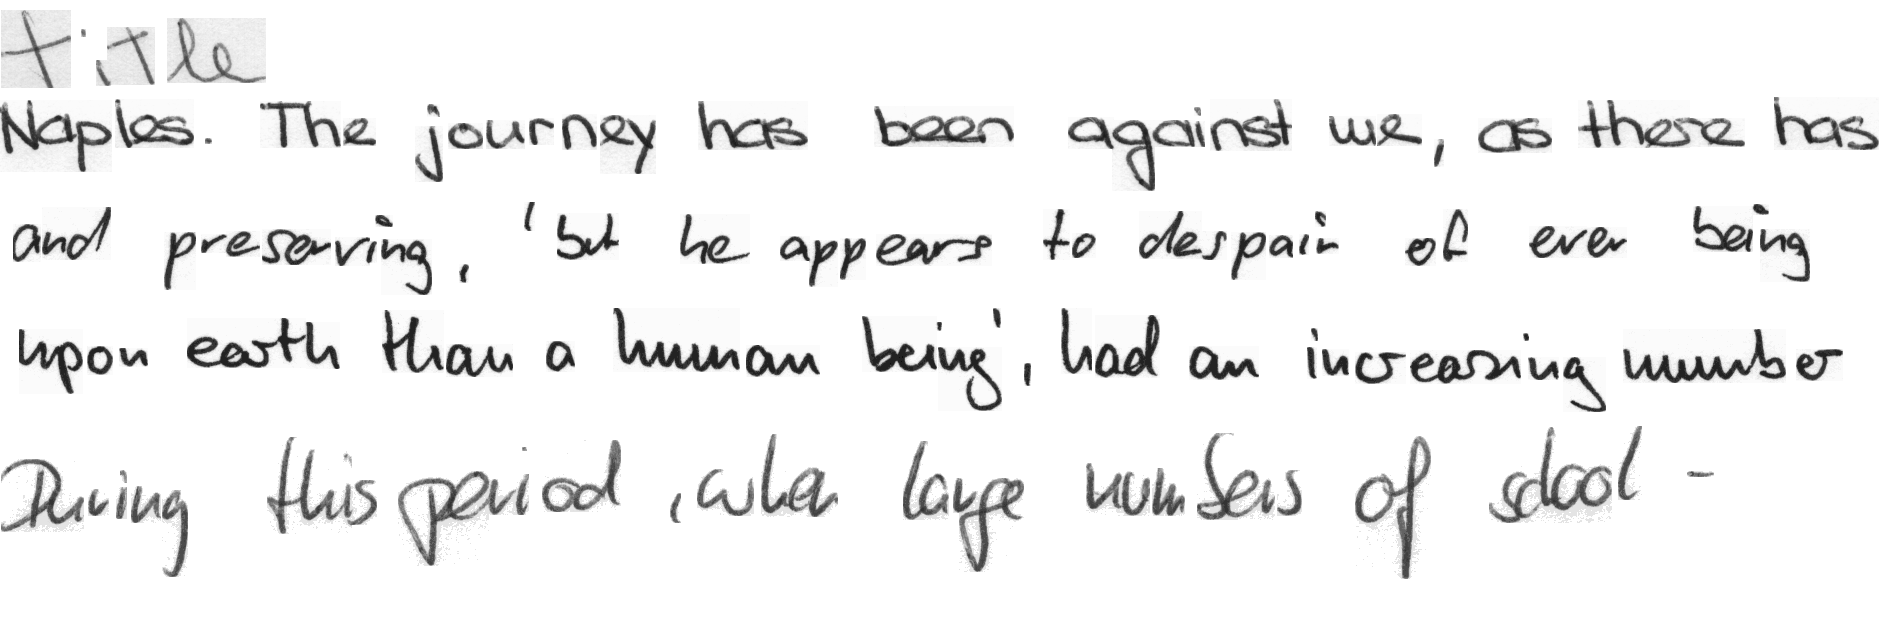 title
Naples. The journey has been against me, as there has
and preserving, 'but he appears to despair of ever being
upon earth than a human being', had an increasing number
During this period, when large numbers of school -